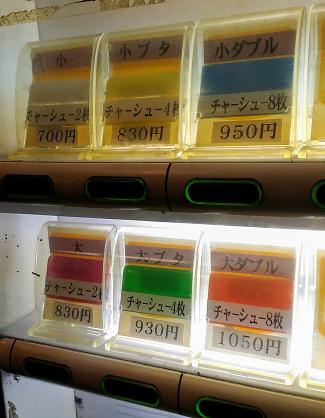 小
チャーシュー2枚
700円
小ブタ
チャーシュー4枚
830円
小ダブル
チャーシュー8枚
950円
大
チャーシュー2枚
830円
大ブタ
チャーシュー4枚
930円
大ダブル
チャーシュー8枚
1050円